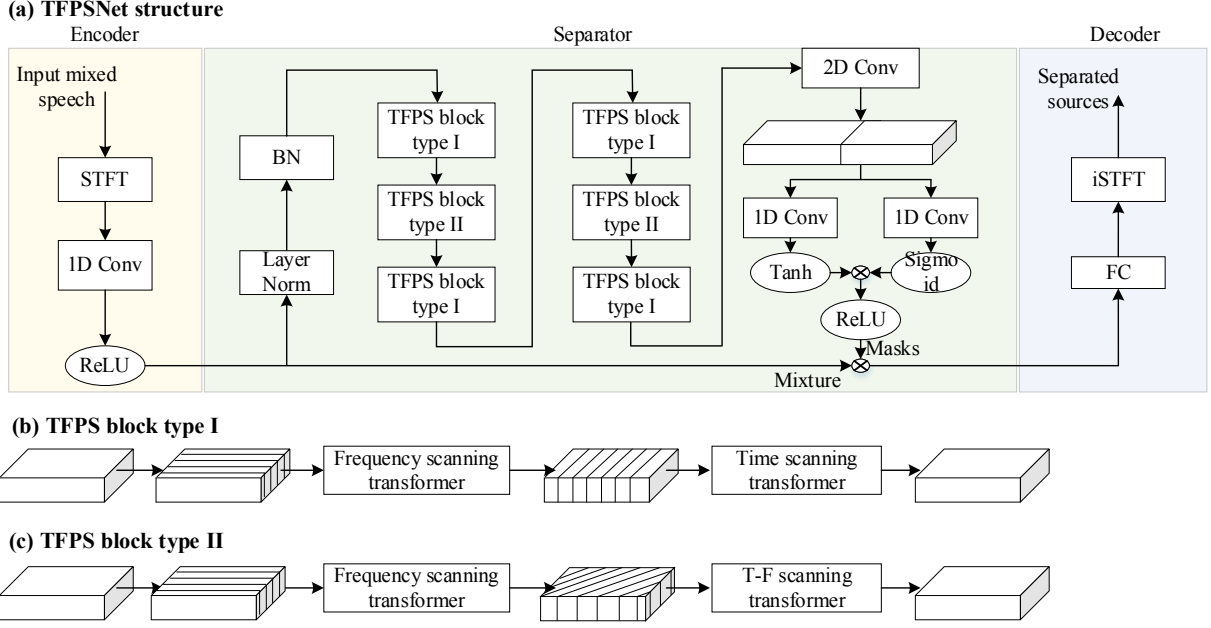 (a) TFPSNet structure
Encoder
Separator
Decoder
Input mixed
speech
STFT
1D Conv
ReLU
BN
Layer
Norm
TFPS block
type I
TFPS block
type II
TFPS block
type I
TFPS block
type I
TFPS block
type II
TFPS block
type I
2D Conv
1D Conv
1D Conv
Tanh
Sigmo
id
ReLU
Masks
Mixture
Separated
sources
iSTFT
FC
(b) TFPS block type I
Frequency scanning
transformer
Time scanning
transformer
(c) TFPS block type II
Frequency scanning
transformer
T-F scanning
transformer